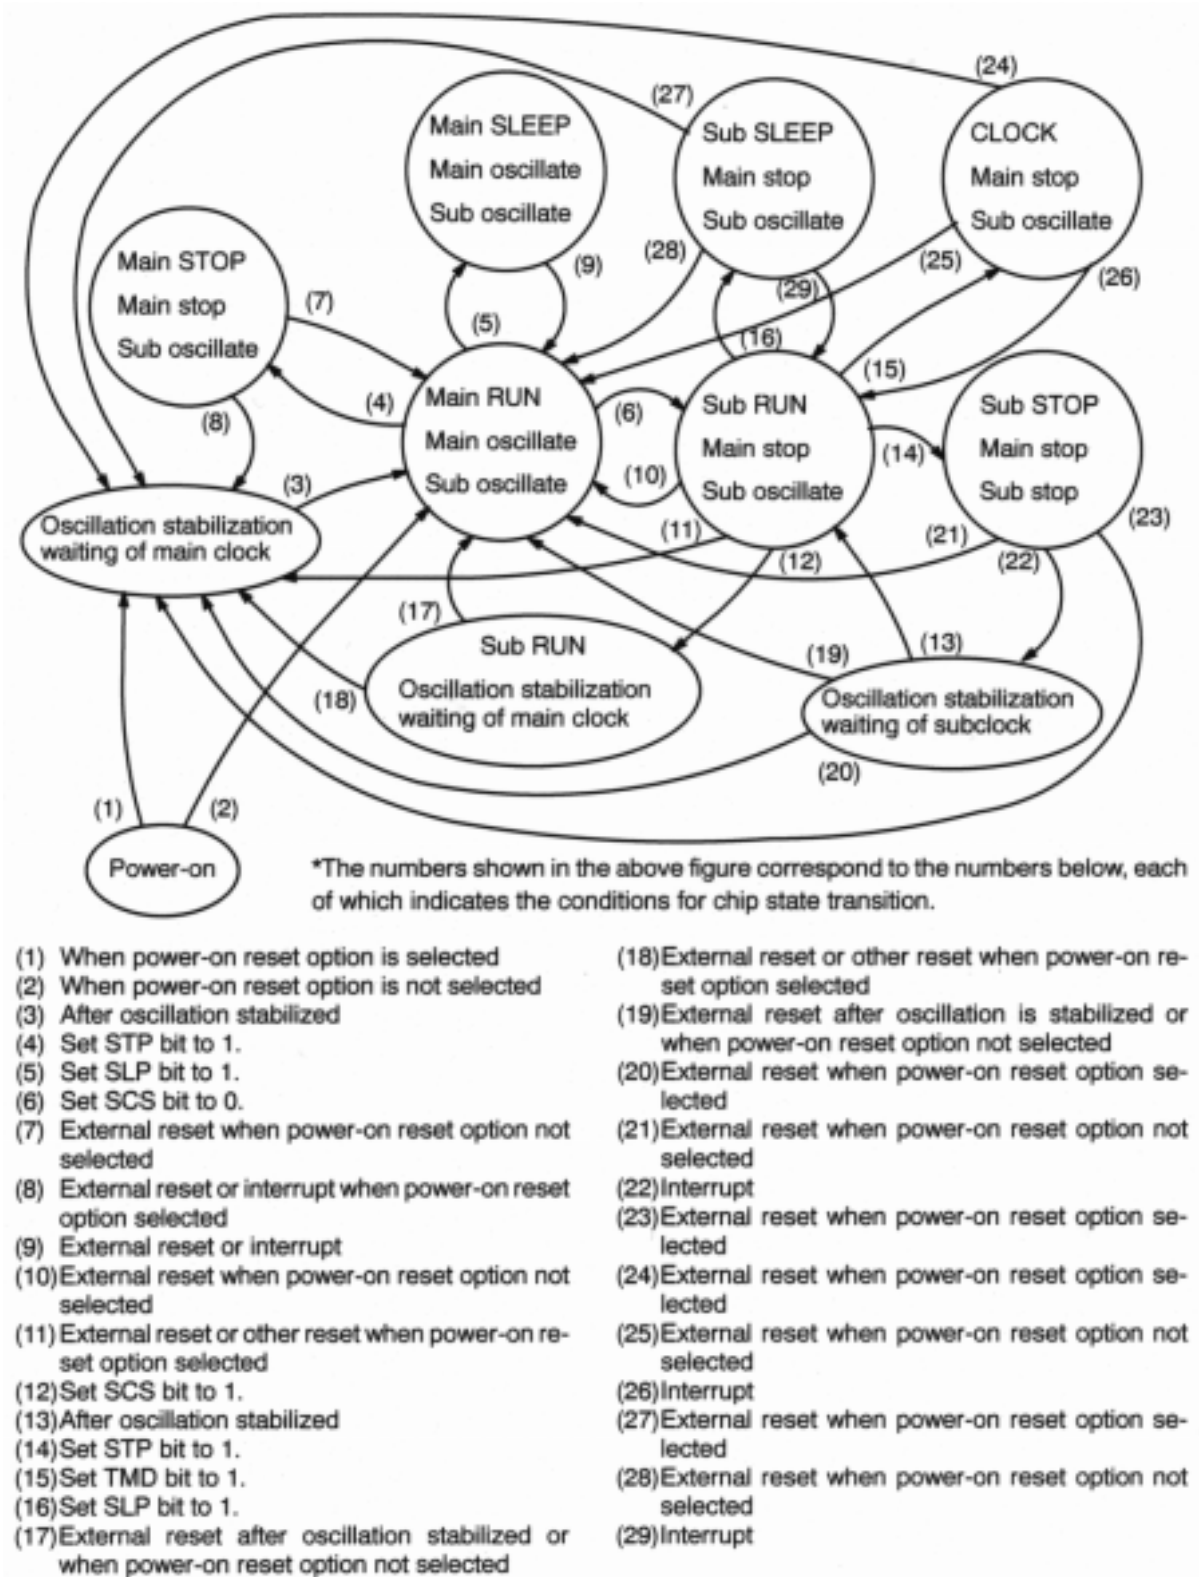 (24)
(27)
Main SLEEP
Main oscillate
Sub oscillate
Sub SLEEP
Main stop
Sub oscillate
CLOCK
Main stop
Sub oscillate
Main STOP
Main stop
Sub oscillate
(7)
(9)
(28)
(29)
(25)
(26)
(5)
(16)
(15)
(4)
(8)
Main RUN
Main oscillate
Sub oscillate
(6)
(10)
Sub RUN
Main stop
Sub oscillate
(14)
Sub STOP
Main stop
Sub stop
(3)
(23)
Oscillation stabilization
waiting of main clock
(11)
(12)
(21)
(22)
(17)
Sub RUN
Oscillation stabilization
waiting of main clock
(18)
(19)
(13)
Oscillation stabilization
waiting of subclock
(20)
(1)
(2)
Power-on
*The numbers shown in the above figure correspond to the numbers below, each
of which indicates the conditions for chip state transition.
(1) When power-on reset option is selected
(2) When power-on reset option is not selected
(3) After oscillation stabilized
(4) Set STP bit to 1.
(5) Set SLP bit to 1.
(6) Set SCS bit to 0.
(7) External reset when power-on reset option not
selected
(8) External reset or interrupt when power-on reset
option selected
(9) External reset or interrupt
(10)External reset when power-on reset option not
selected
(11)External reset or other reset when power-on re-
set option selected
(12)Set SCS bit to 1.
(13)After oscillation stabilized
(14)Set STP bit to 1.
(15)Set TMD bit to 1.
(16)Set SLP bit to 1.
(17)External reset after oscillation stabilized or
when power-on reset option not selected
(18)External reset or other reset when power-on re-
set option selected
(19)External reset after oscillation is stabilized or
when power-on reset option not selected
(20)External reset when power-on reset option se-
lected
(21)External reset when power-on reset option not
selected
(22)Interrupt
(23)External reset when power-on reset option se-
lected
(24)External reset when power-on reset option se-
lected
(25)External reset when power-on reset option not
selected
(26)Interrupt
(27)External reset when power-on reset option se-
lected
(28)External reset when power-on reset option not
selected
(29)Interrupt